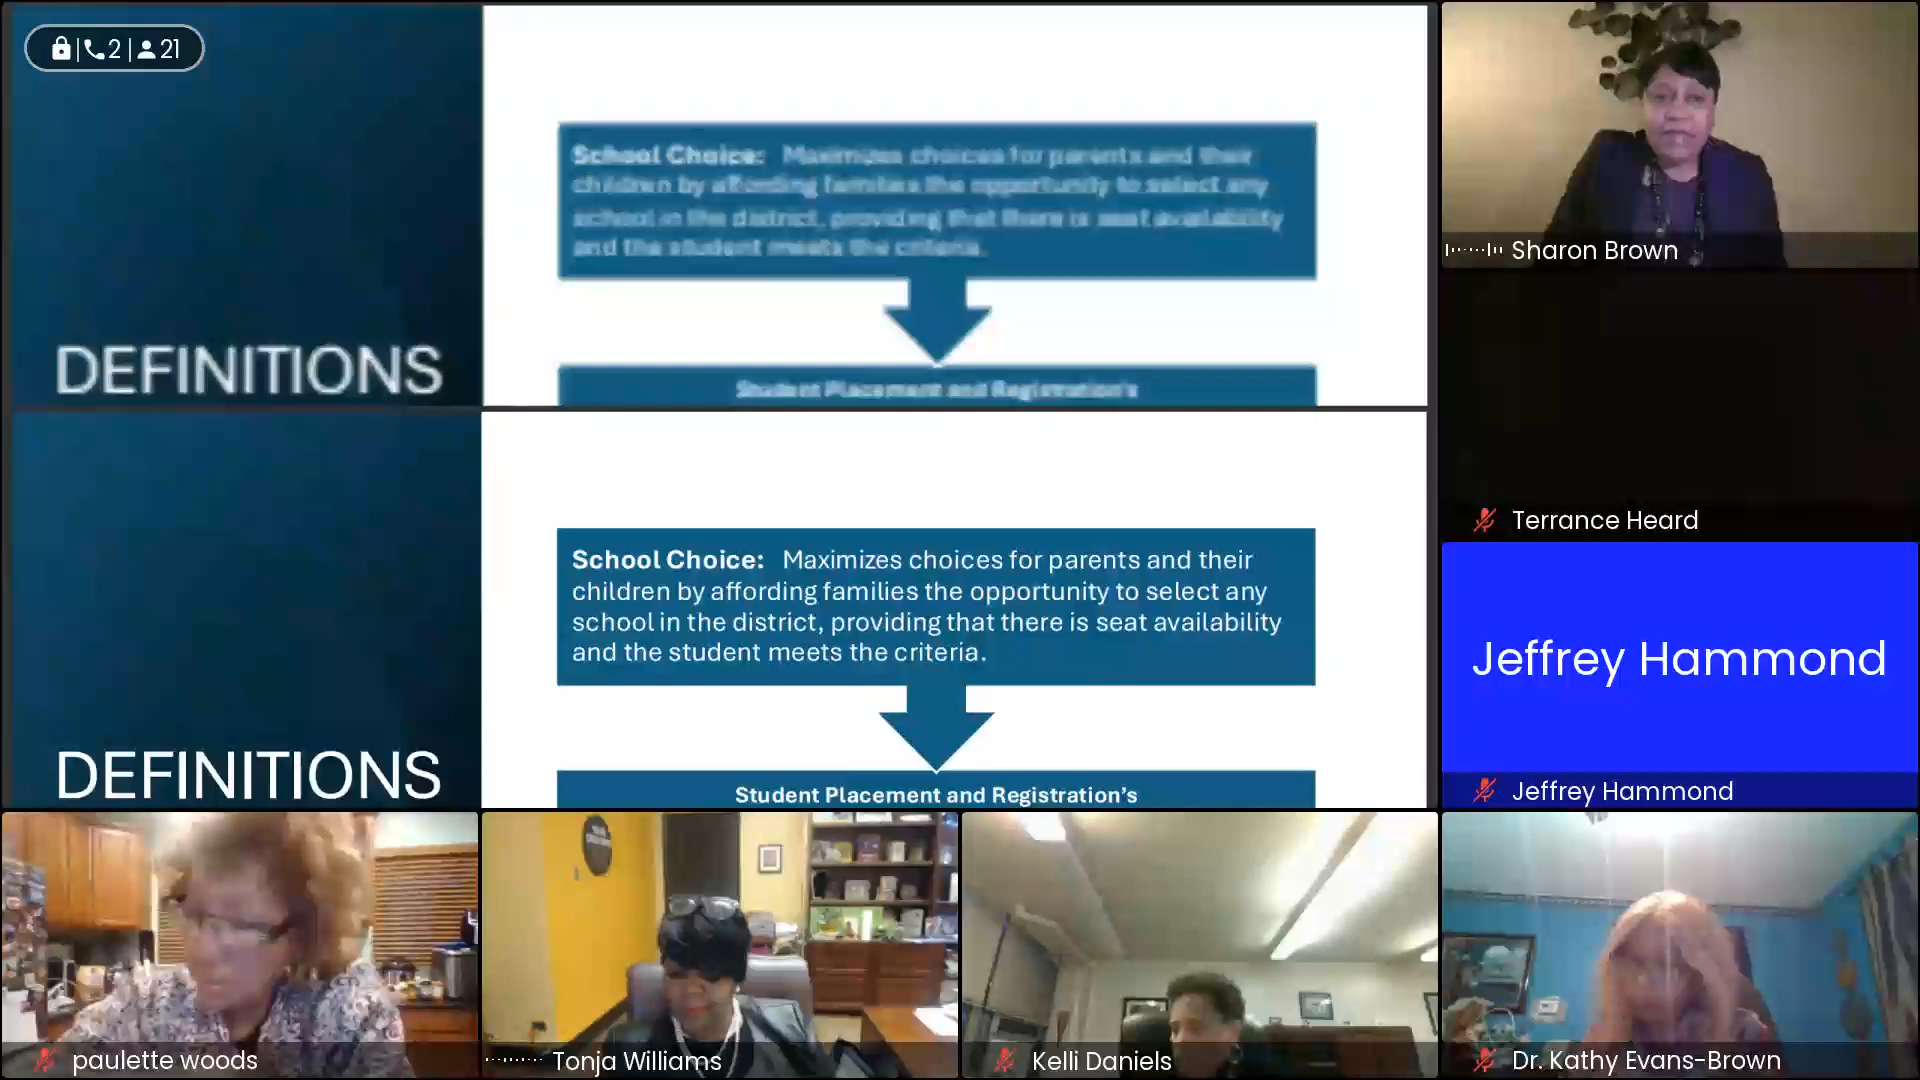 2 21
School Choice: Maximizes choices for parents and their
children by affording families the opportunity to select any
school in the district, providing that there is seat availability
and the student meets the criteria.
DEFINITIONS
Student Placement and Registration's
School Choice: Maximizes choices for parents and their
children by affording families the opportunity to select any
school in the district, providing that there is seat availability
and the student meets the criteria.
DEFINITIONS
Student Placement and Registration’s
Sharon Brown
Terrance Heard
Jeffrey Hammond
Jeffrey Hammond
paulette woods
Tonja Williams
Kelli Daniels
Dr. Kathy Evans-Brown